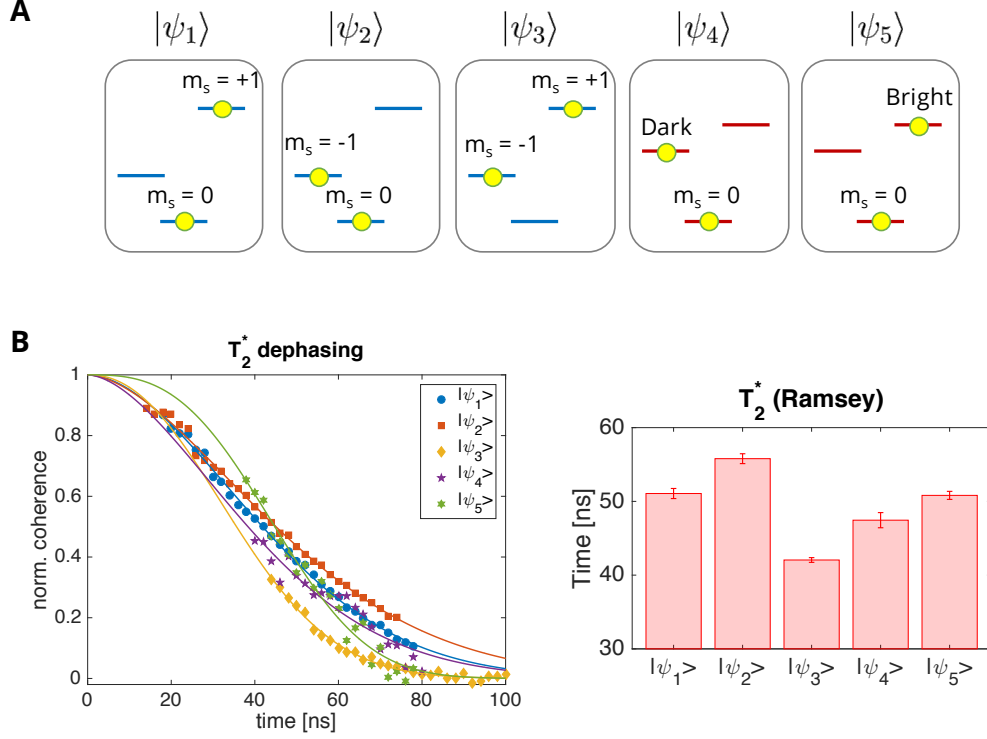 A
|ψ₁⟩ |ψ₂⟩ |ψ₃⟩ |ψ₄⟩ |ψ₅⟩
mₛ = +1
mₛ = 0
mₛ = -1
mₛ = 0
mₛ = +1
mₛ = -1
Dark
mₛ = 0
Bright
mₛ = 0
B
T₂* dephasing
norm. coherence
1
0.8
0.6
0.4
0.2
0
0 20 40 60 80 100
time [ns]
|ψ₁>
|ψ₂>
|ψ₃>
|ψ₄>
|ψ₅>
T₂* (Ramsey)
Time [ns]
60
50
40
30
|ψ₁> |ψ₂> |ψ₃> |ψ₄> |ψ₅>